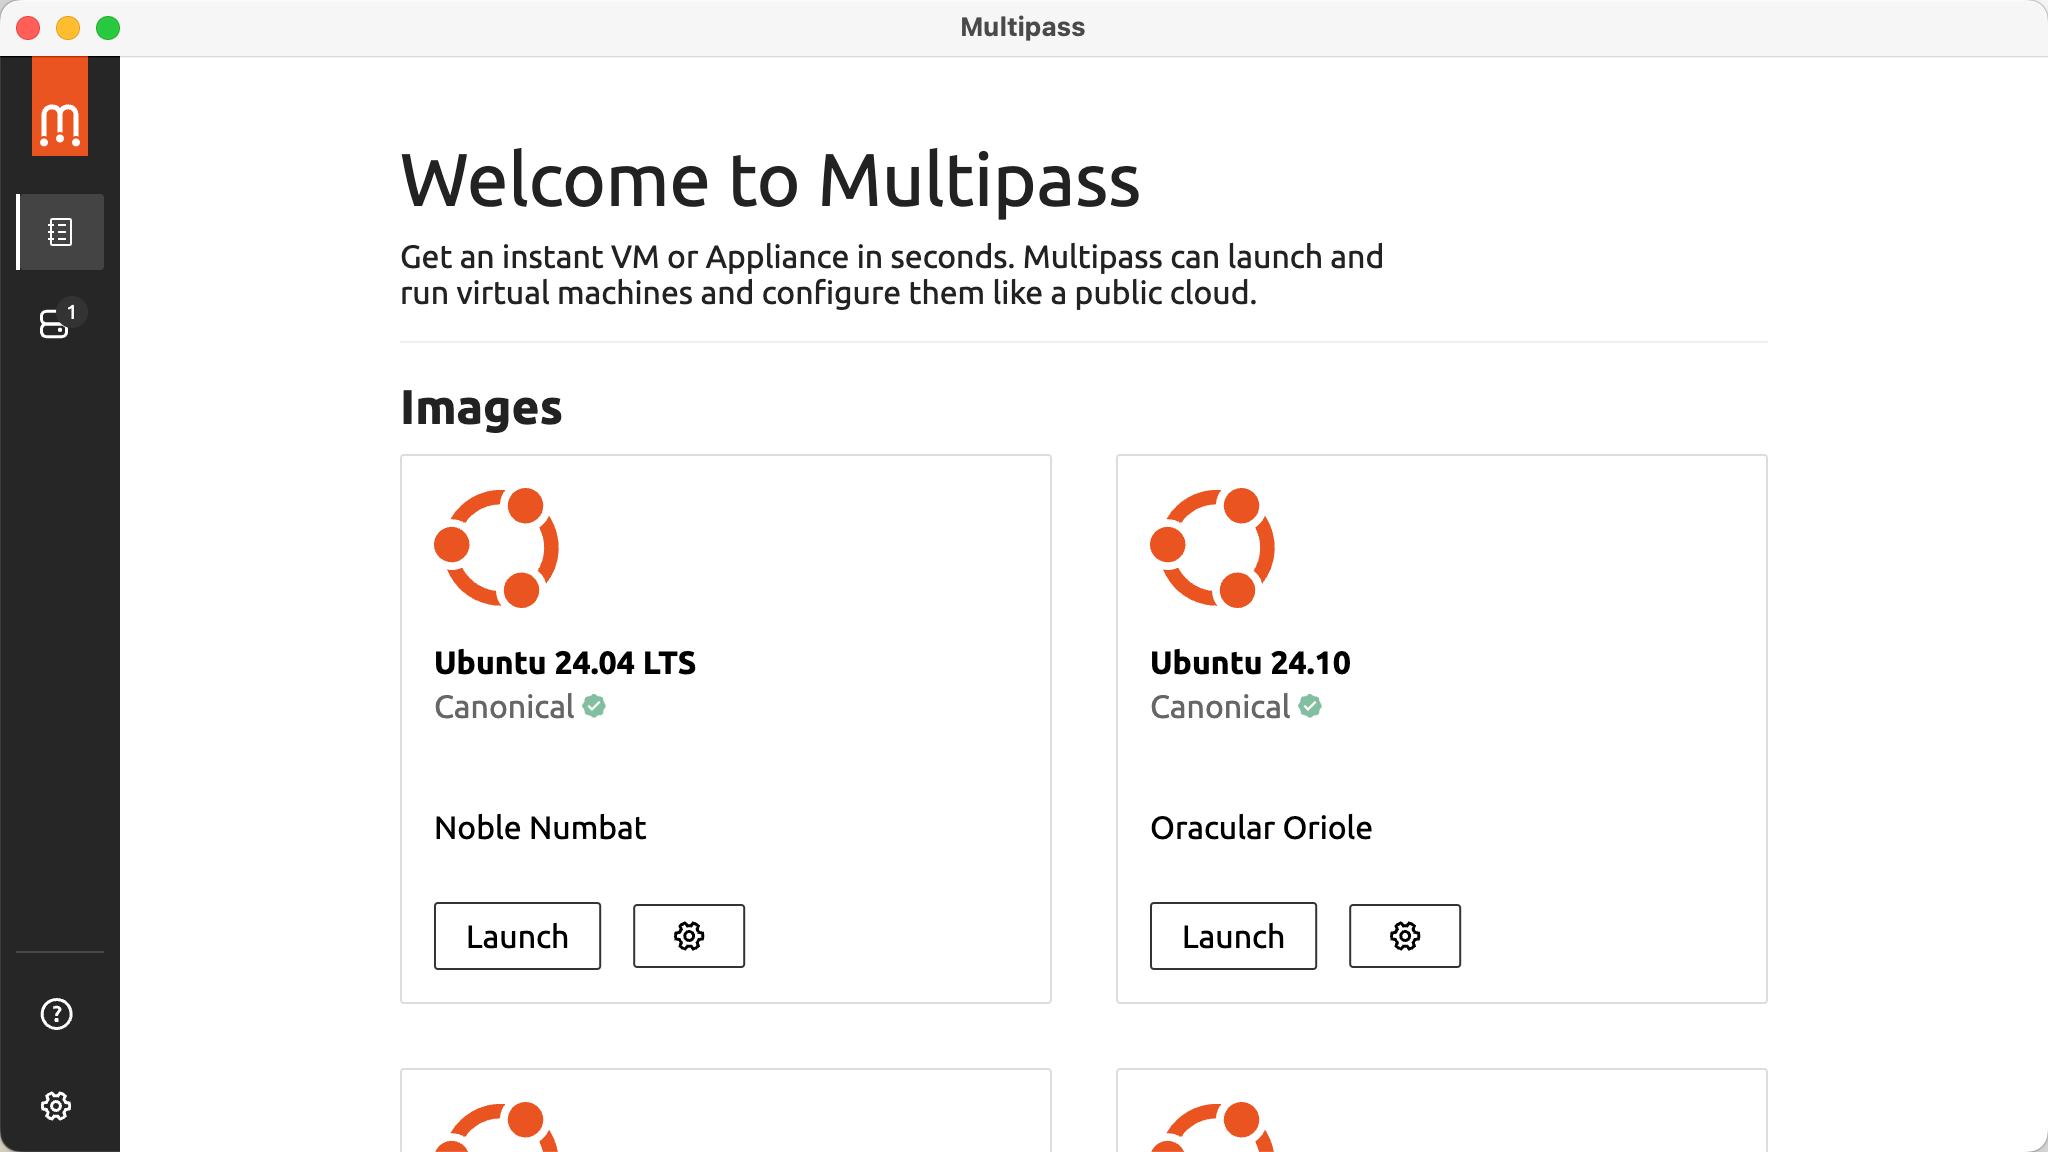 Multipass
1
Welcome to Multipass
Get an instant VM or Appliance in seconds. Multipass can launch and
run virtual machines and configure them like a public cloud.
Images
Ubuntu 24.04 LTS
Canonical
Noble Numbat
Launch
Ubuntu 24.10
Canonical
Oracular Oriole
Launch